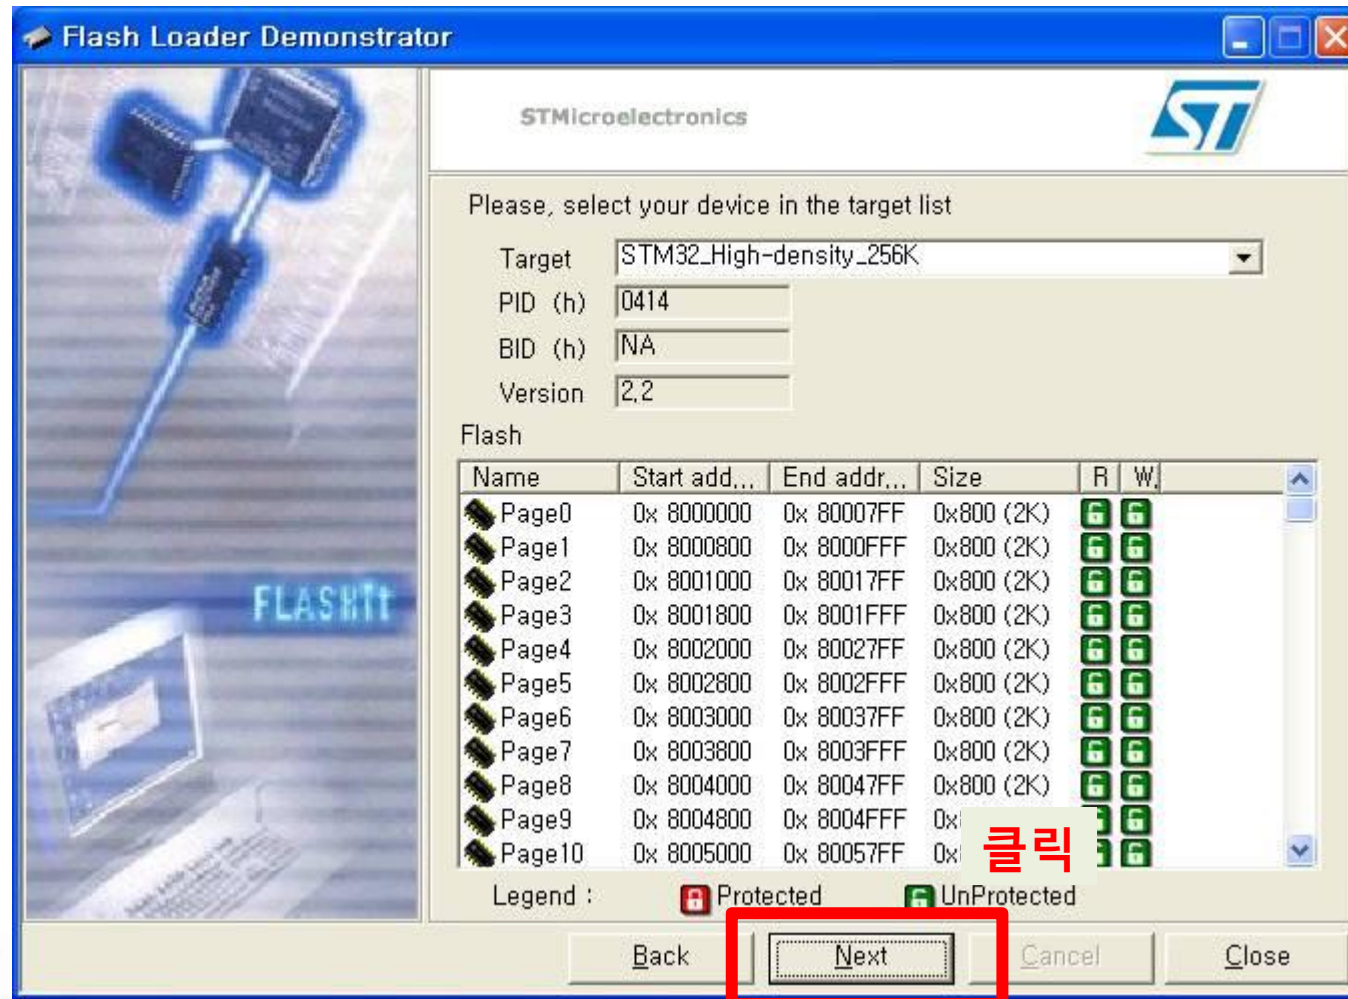 Flash Loader Demonstrator
STMicroelectronics
ST
Please, select your device in the target list
Target STM32_High-density_256K
PID (h) 0414
BID (h) NA
Version 2.2
Flash
Name Start add... End addr... Size R W.
Page0 0x 8000000 0x 80007FF 0x800 (2K)
Page1 0x 8000800 0x 8000FFF 0x800 (2K)
Page2 0x 8001000 0x 80017FF 0x800 (2K)
FLASHit
Page3 0x 8001800 0x 8001FFF 0x800 (2K)
Page4 0x 8002000 0x 80027FF 0x800 (2K)
Page5 0x 8002800 0x 8002FFF 0x800 (2K)
Page6 0x 8003000 0x 80037FF 0x800 (2K)
Page7 0x 8003800 0x 8003FFF 0x800 (2K)
Page8 0x 8004000 0x 80047FF 0x800 (2K)
Page9 0x 8004800 0x 8004FFF
Page10 0x 8005000 0x 80057FF
클릭
Legend : Protected UnProtected
Back Next Cancel Close